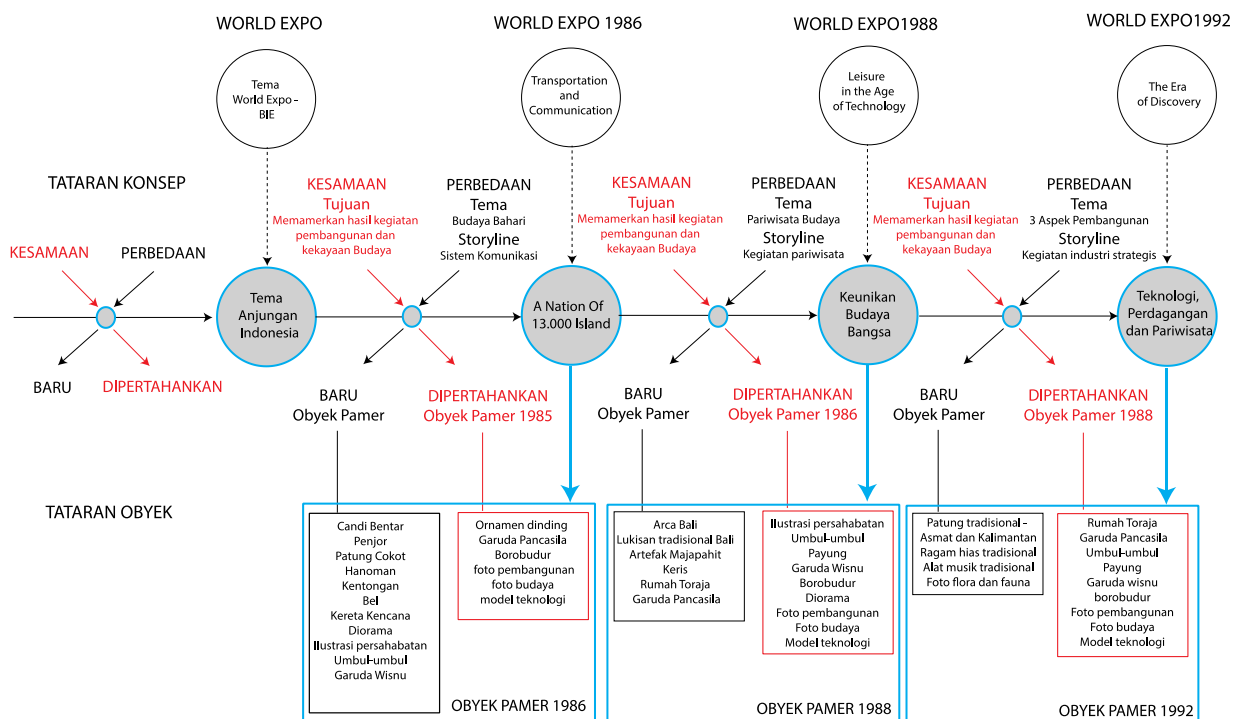 WORLD EXPO
WORLD EXPO 1986
WORLD EXPO1988
WORLD EXPO1992
Tema
World Expo -
BIE
Transportation
and
Communication
Leisure
in the Age
of Technology
The Era
of Discovery
TATARAN KONSEP
KESAMAAN
PERBEDAAN
BARU
DIPERTAHANKAN
Tema
Anjungan
Indonesia
KESAMAAN
Tujuan
Memamerkan hasil kegiatan
pembangunan dan
kekayaan Budaya
PERBEDAAN
Tema
Budaya Bahari
Storyline
Sistem Komunikasi
A Nation Of
13.000 Island
KESAMAAN
Tujuan
Memamerkan hasil kegiatan
pembangunan dan
kekayaan Budaya
PERBEDAAN
Tema
Pariwisata Budaya
Storyline
Kegiatan pariwisata
Keunikan
Budaya
Bangsa
KESAMAAN
Tujuan
Memamerkan hasil kegiatan
pembangunan dan
kekayaan Budaya
PERBEDAAN
Tema
3 Aspek Pembangunan
Storyline
Kegiatan industri strategis
Teknologi,
Perdagangan
dan Pariwisata
BARU
Obyek Pamer
DIPERTAHANKAN
Obyek Pamer 1985
BARU
Obyek Pamer
DIPERTAHANKAN
Obyek Pamer 1986
BARU
Obyek Pamer
DIPERTAHANKAN
Obyek Pamer 1988
TATARAN OBYEK
Candi Bentar
Penjor
Patung Cokot
Hanoman
Kentongan
Bel
Kereta Kencana
Diorama
Ilustrasi persahabatan
Umbul-umbul
Garuda Wisnu
Ornamen dinding
Garuda Pancasila
Borobudur
foto pembangunan
foto budaya
model teknologi
OBYEK PAMER 1986
Arca Bali
Lukisan tradisional Bali
Artefak Majapahit
Keris
Rumah Toraja
Garuda Pancasila
Ilustrasi persahabatan
Umbul-umbul
Payung
Garuda Wisnu
Borobudur
Diorama
Foto pembangunan
Foto budaya
Model teknologi
OBYEK PAMER 1988
Patung tradisional -
Asmat dan Kalimantan
Ragam hias tradisional
Alat musik tradisional
Foto flora dan fauna
Rumah Toraja
Garuda Pancasila
Umbul-umbul
Payung
Garuda wisnu
borobudur
Foto pembangunan
Foto budaya
Model teknologi
OBYEK PAMER 1992